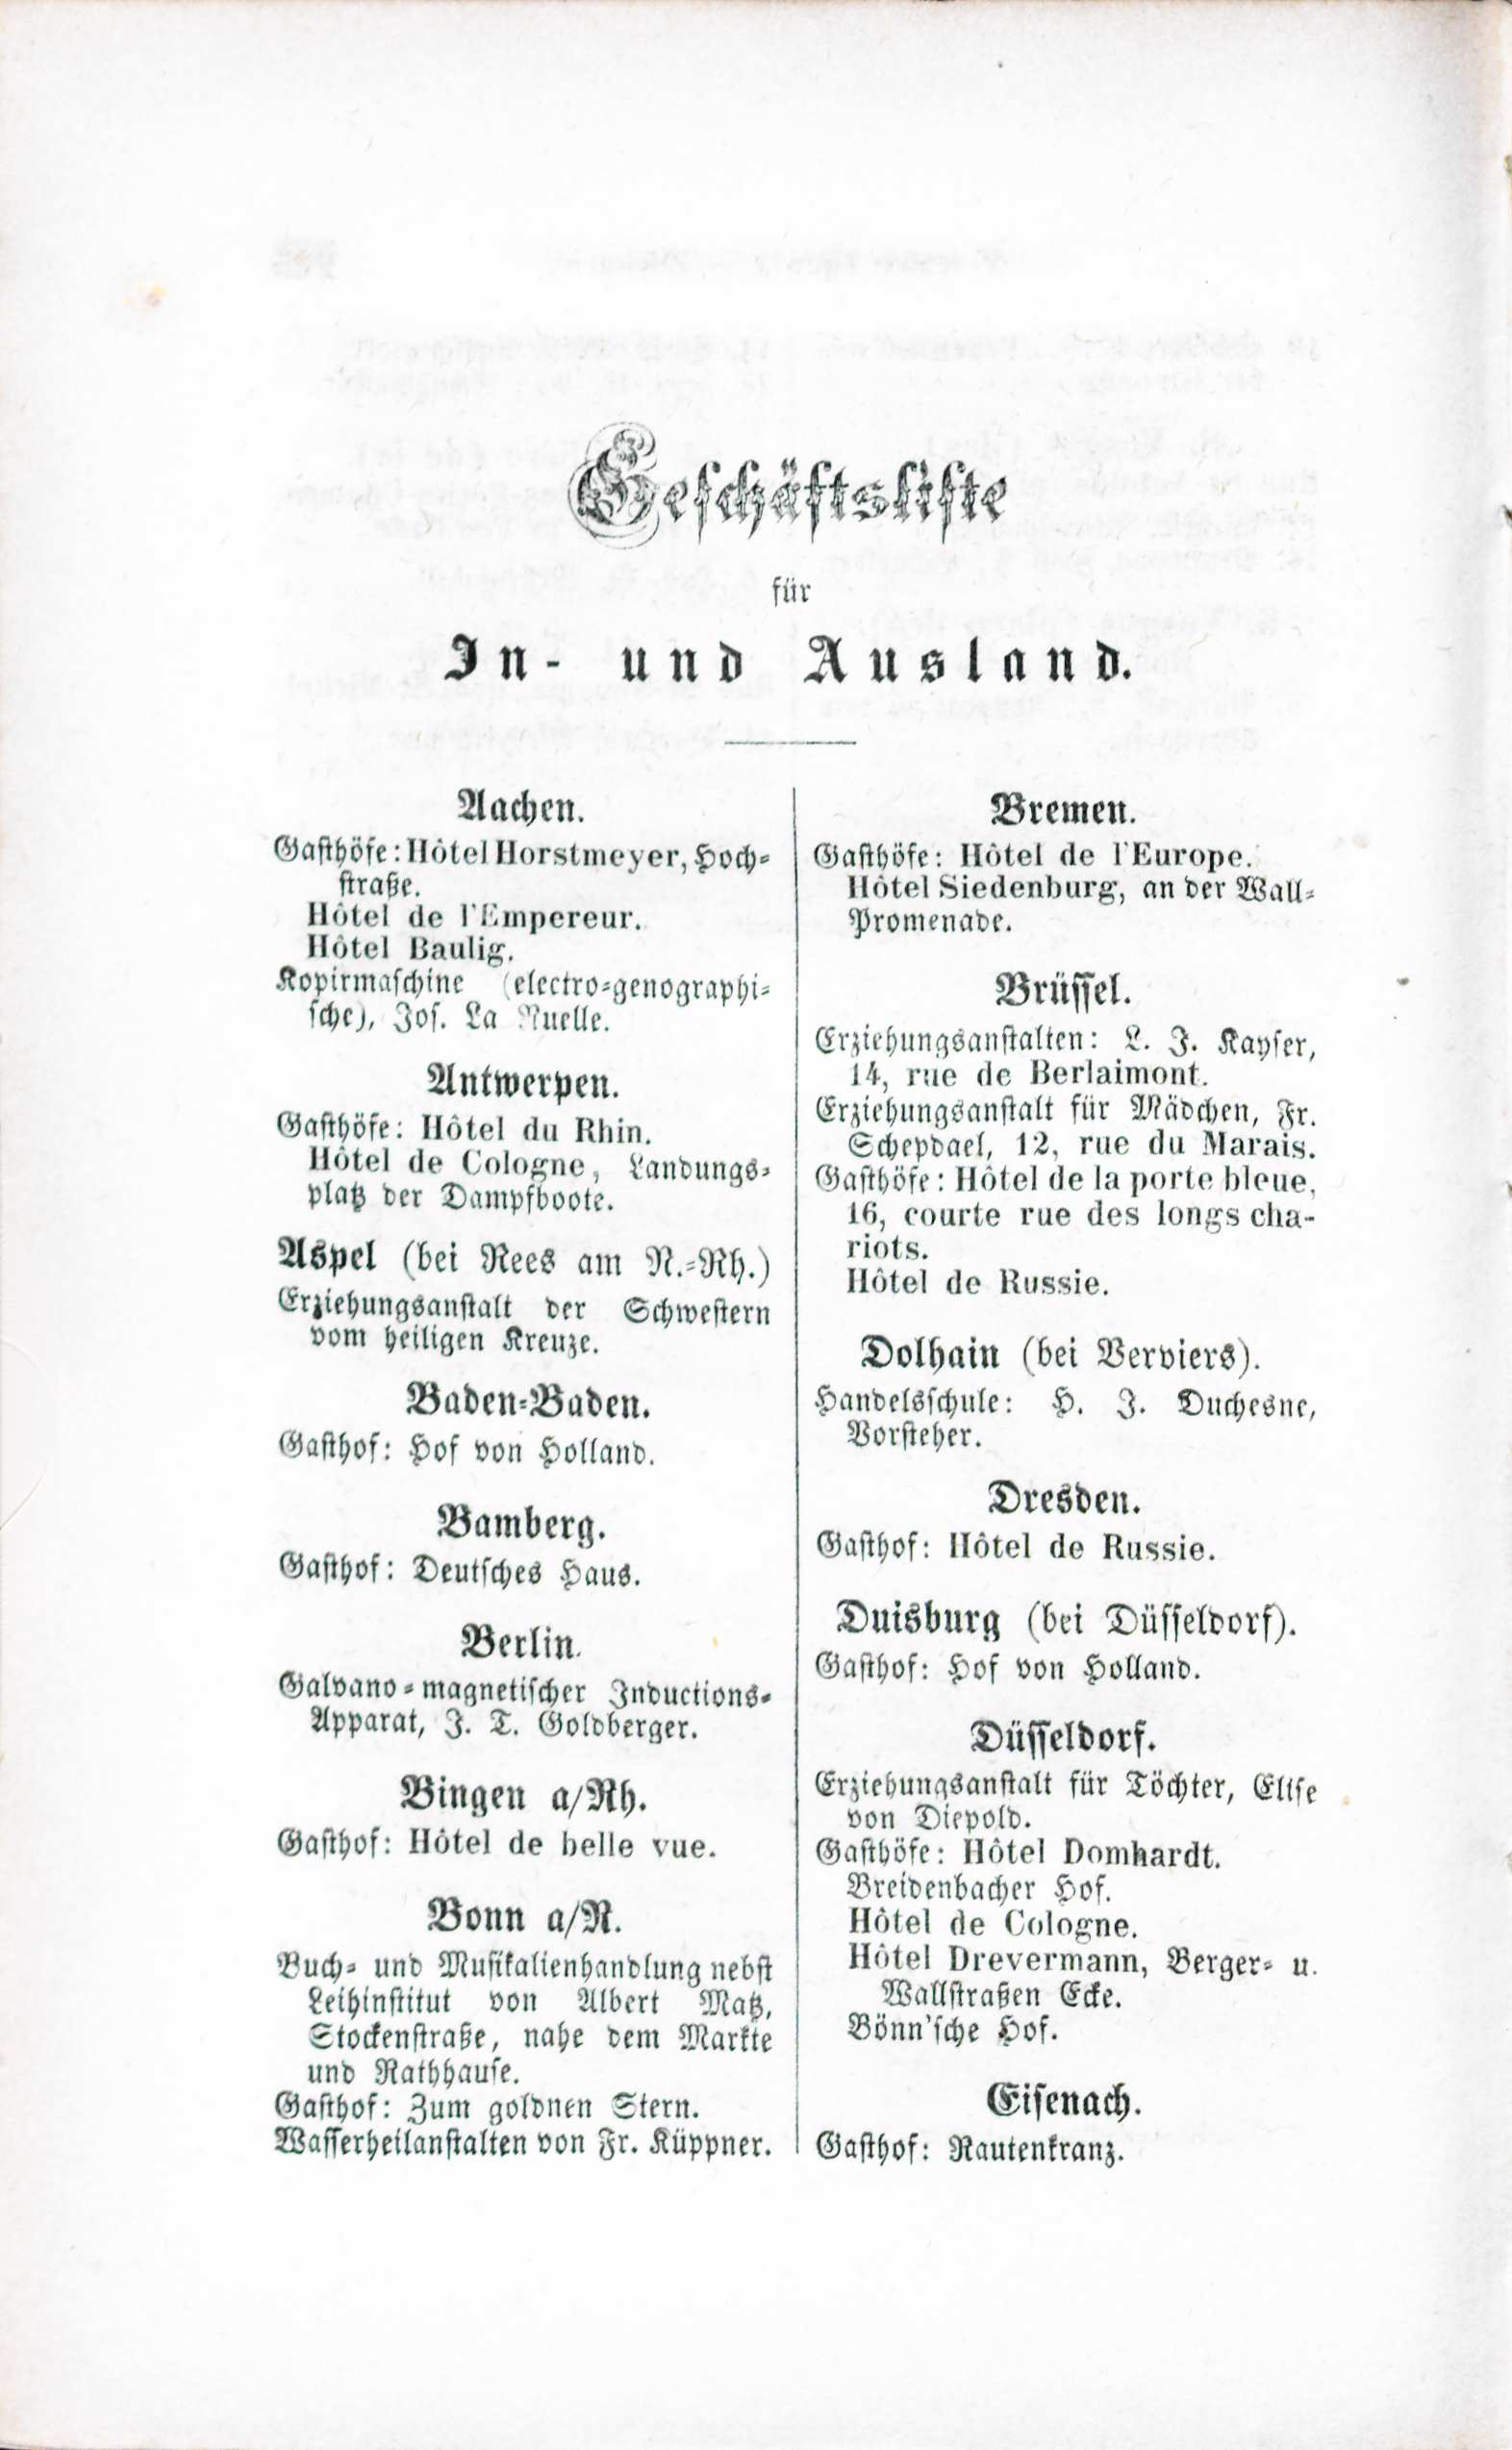 Geschäftsliste
für
In- und Ausland.
Aachen.
Gasthöfe: Hôtel Horstmeyer, Hoch-
straße.
Hôtel de l'Empereur.
Hôtel Baulig.
Kopirmaschine (electro-genographi-
sche), Jos. La Ruelle.
Antwerpen.
Gasthöfe: Hôtel du Rhin.
Hôtel de Cologne, Landungs-
platz der Dampfboote.
Aspel (bei Rees am N.-Rh.)
Erziehungsanstalt der Schwestern
vom heiligen Kreuze.
Baden-Baden.
Gasthof: Hof von Holland.
Bamberg.
Gasthof: Deutsches Haus.
Berlin.
Galvano-magnetischer Inductions-
Apparat, J. T. Goldberger.
Bingen a/Rh.
Gasthof: Hôtel de belle vue.
Bonn a/R.
Buch- und Musikalienhandlung nebst
Leihinstitut von Albert Matz,
Stockenstraße, nahe dem Markte
und Rathhause.
Gasthof: Zum goldnen Stern.
Wasserheilanstalten von Fr. Küppner.
Bremen.
Gasthöfe: Hôtel de l'Europe.
Hôtel Siedenburg, an der Wall-
Promenade.
Brüssel.
Erziehungsanstalten: L. J. Kayser,
14, rue de Berlaimont.
Erziehungsanstalt für Mädchen, Fr.
Schepdael, 12, rue du Marais.
Gasthöfe: Hôtel de la porte bleue,
16, courte rue des longs cha-
riots.
Hôtel de Russie.
Dolhain (bei Verviers).
Handelsschule: H. J. Duchesne,
Vorsteher.
Dresden.
Gasthof: Hôtel de Russie.
Duisburg (bei Düsseldorf).
Gasthof: Hof von Holland.
Düsseldorf.
Erziehungsanstalt für Töchter, Elise
von Diepold.
Gasthöfe: Hôtel Domhardt.
Breidenbacher Hof.
Hôtel de Cologne.
Hôtel Drevermann, Berger- u.
Wallstraßen Ecke.
Bönn'sche Hof.
Eisenach.
Gasthof: Rautenkranz.